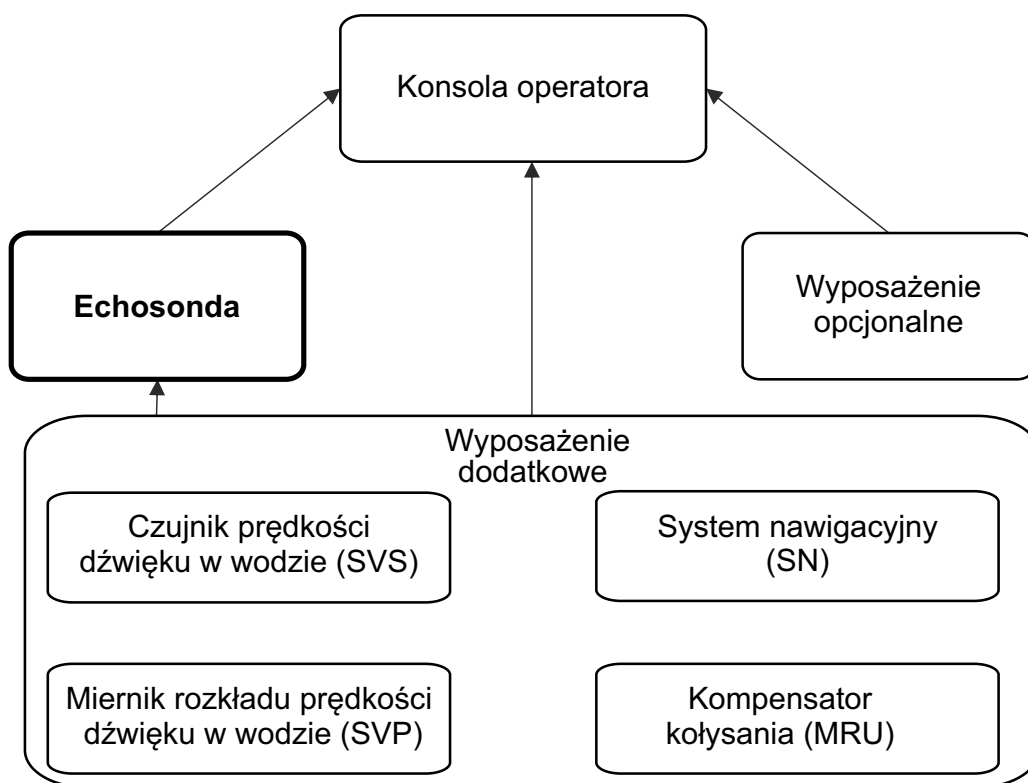 Konsola operatora
Echosonda
Wyposażenie
opcjonalne
Wyposażenie
dodatkowe
Czujnik prędkości
dźwięku w wodzie (SVS)
System nawigacyjny
(SN)
Miernik rozkładu prędkości
dźwięku w wodzie (SVP)
Kompensator
kołysania (MRU)